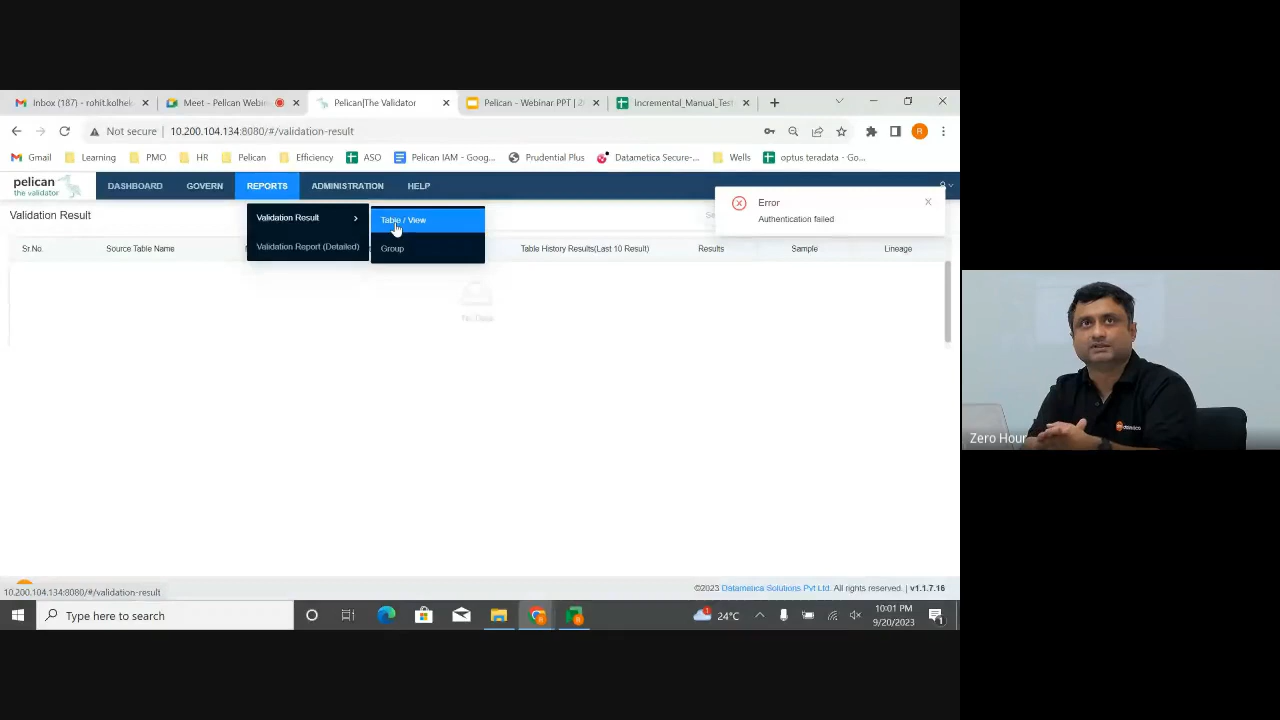 Inbox (187) - rohit.kolhek
Meet - Pelican Webin
Pelican|The Validator
Pelican - Webinar PPT | Z
Incremental_Manual_Test
Not secure
10.200.104.134:8080/#/validation-result
R
Gmail
Learning
PMO
HR
Pelican
Efficiency
ASO
Pelican IAM - Goog...
Prudential Plus
Datametica Secure-...
Wells
optus teradata - Go...
pelican
the validator
DASHBOARD
GOVERN
REPORTS
ADMINISTRATION
HELP
Validation Result
Validation Result
Validation Report (Detailed)
Table / View
Group
Error
Authentication failed
Sr.No.
Source Table Name
Table History Results(Last 10 Result)
Results
Sample
Lineage
10.200.104.134:8080/#/validation-result
©2023 Datametica Solutions Pvt Ltd. All rights reserved. | v1.1.7.16
Type here to search
24°C
10:01 PM
9/20/2023
Zero Hour